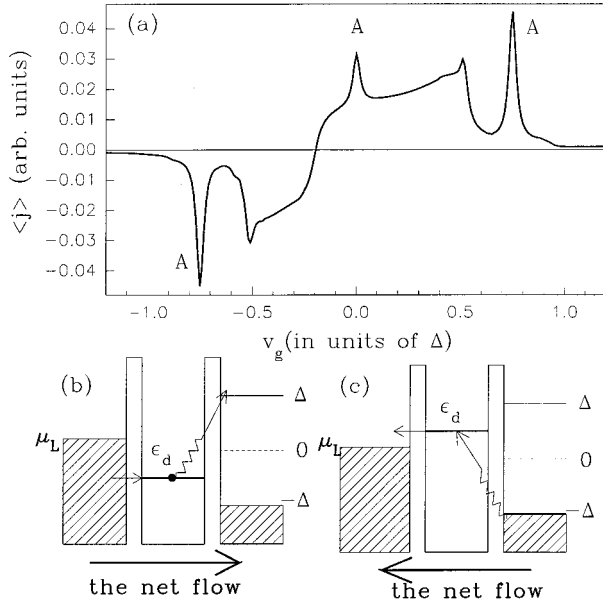 (a)
A
A
A
0.04
0.03
0.02
0.01
0.00
-0.01
-0.02
-0.03
-0.04
<j> (arb. units)
-1.0
-0.5
0.0
0.5
1.0
v_g(in units of Δ)
(b)
μ_L
ϵ_d
Δ
0
-Δ
the net flow
(c)
μ_L
ϵ_d
Δ
0
-Δ
the net flow